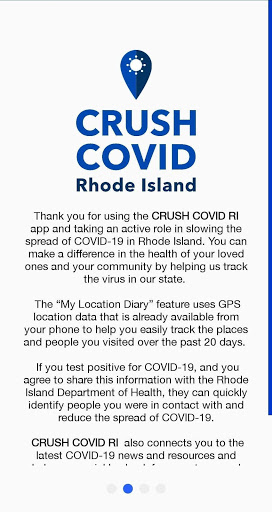 CRUSH
COVID
Rhode Island
Thank you for using the CRUSH COVID RI
app and taking an active role in slowing the
spread of COVID-19 in Rhode Island. You can
make a difference in the health of your loved
ones and your community by helping us track
the virus in our state.
The “My Location Diary” feature uses GPS
location data that is already available from
your phone to help you easily track the places
and people you visited over the past 20 days.
If you test positive for COVID-19, and you
agree to share this information with the Rhode
Island Department of Health, they can quickly
identify people you were in contact with and
reduce the spread of COVID-19.
CRUSH COVID RI also connects you to the
latest COVID-19 news and resources and